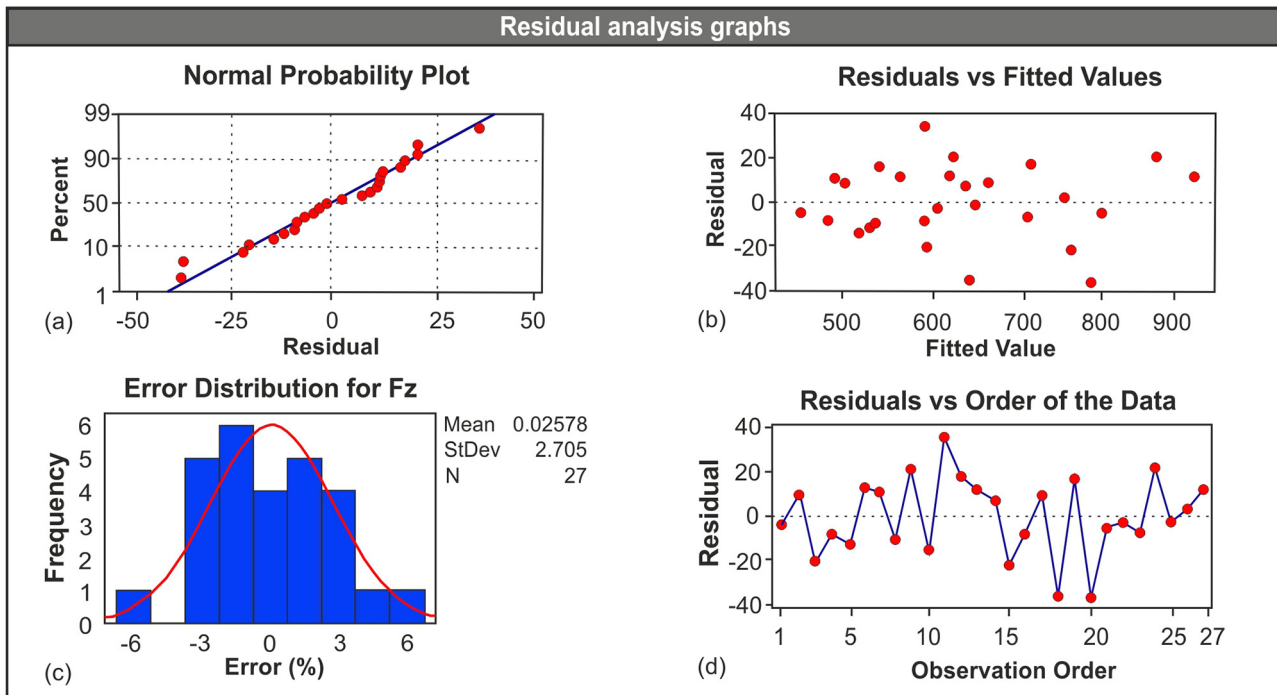 Residual analysis graphs
Normal Probability Plot
Percent
99
90
50
10
1
-50
-25
0
25
50
Residual
(a)
Residuals vs Fitted Values
Residual
40
20
0
-20
-40
500
600
700
800
900
Fitted Value
(b)
Error Distribution for Fz
Frequency
6
5
4
3
2
1
0
-6
-3
0
3
6
Error (%)
Mean 0.02578
StDev 2.705
N 27
(c)
Residuals vs Order of the Data
Residual
40
20
0
-20
-40
1
5
10
15
20
25
27
Observation Order
(d)